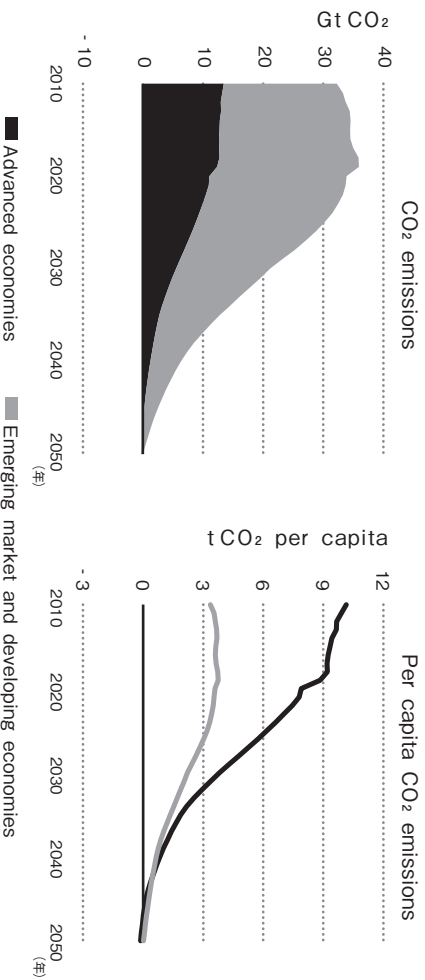 CO₂ emissions
Gt CO₂
40
30
20
10
0
- 10
2010
2020
2030
2040
2050
(年)
Per capita CO₂ emissions
t CO₂ per capita
12
9
6
3
0
- 3
2010
2020
2030
2040
2050
(年)
Advanced economies
Emerging market and developing economies